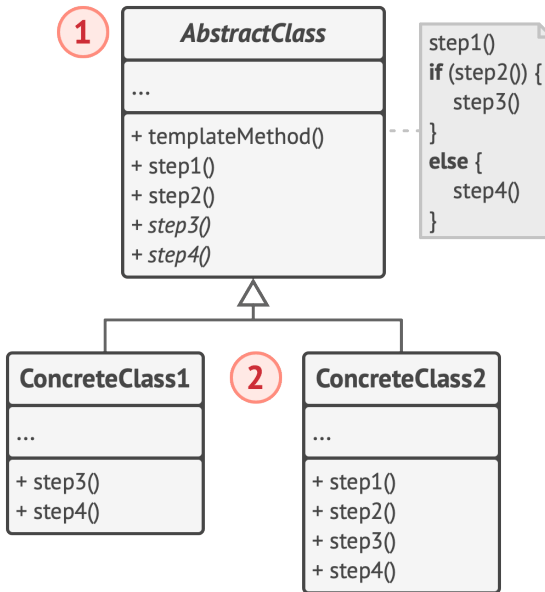 1
AbstractClass
...
+ templateMethod()
+ step1()
+ step2()
+ step3()
+ step4()
step1()
if (step2()) {
step3()
}
else {
step4()
}
2
ConcreteClass1
...
+ step3()
+ step4()
ConcreteClass2
...
+ step1()
+ step2()
+ step3()
+ step4()